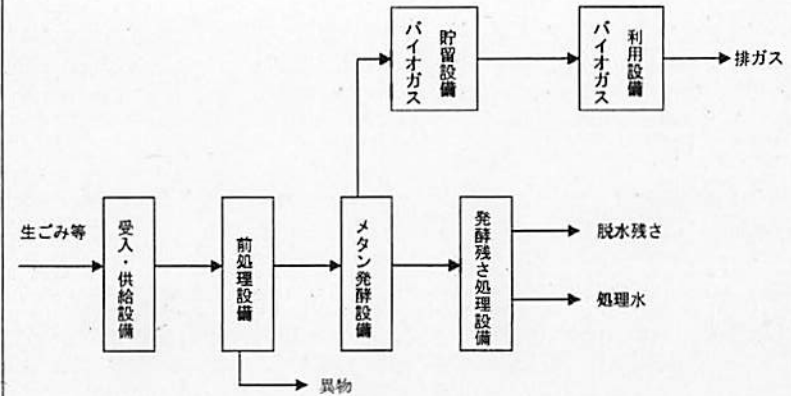 バイオガス
貯留設備
バイオガス
利用設備
排ガス
生ごみ等
受入・供給設備
前処理設備
メタン発酵設備
発酵残さ処理設備
脱水残さ
処理水
異物